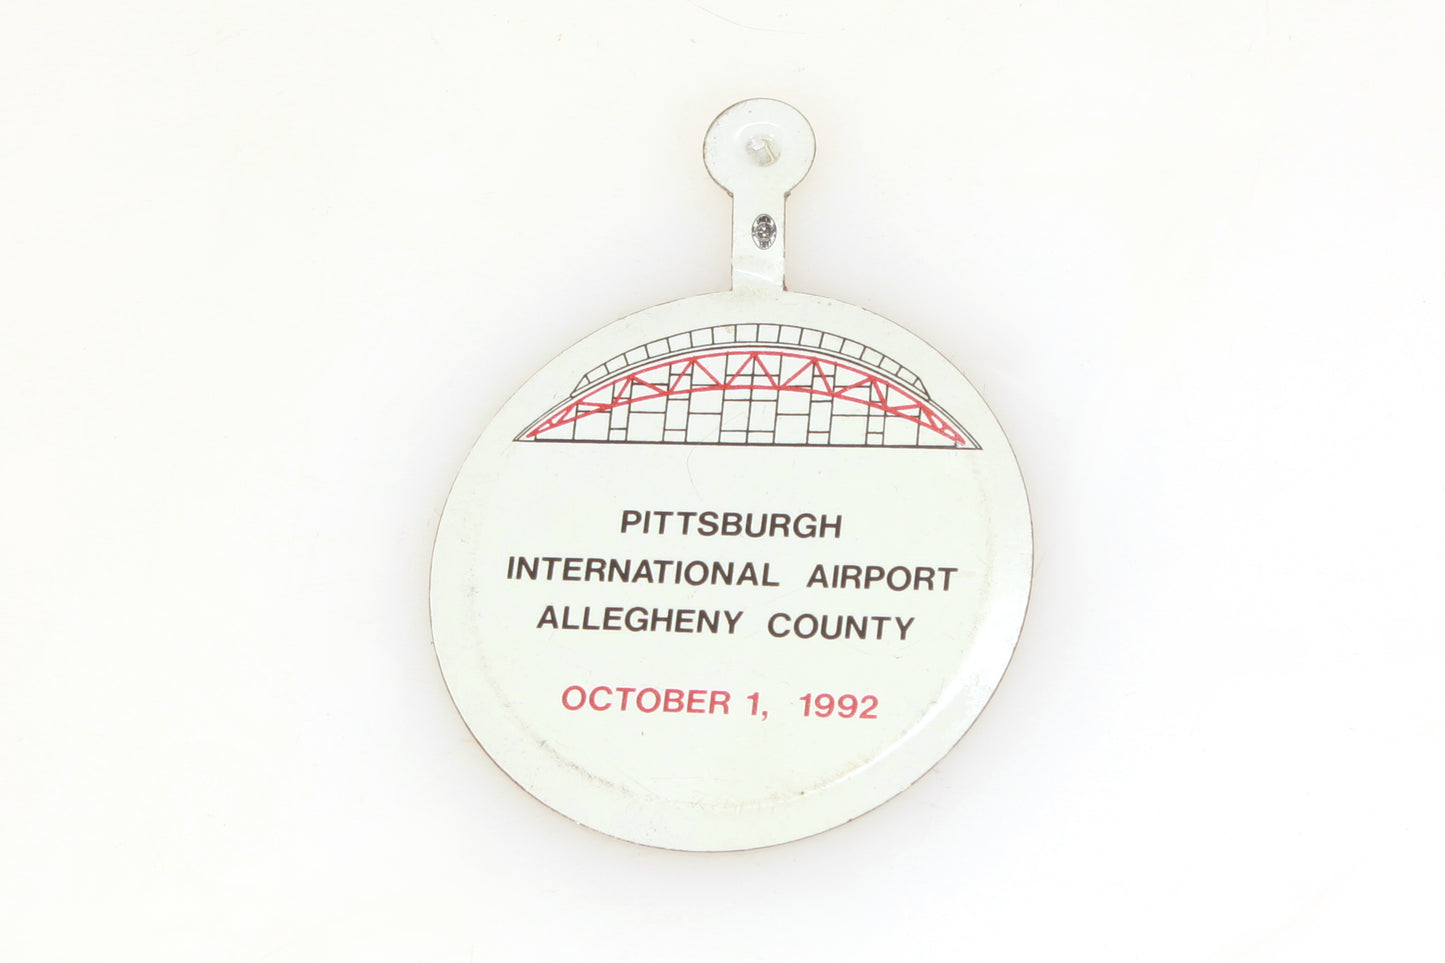 PITTSBURGH
INTERNATIONAL AIRPORT
ALLEGHENY COUNTY
OCTOBER 1, 1992